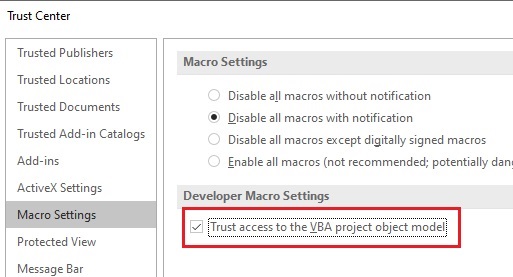 Trust Center
Trusted Publishers
Trusted Locations
Trusted Documents
Trusted Add-in Catalogs
Add-ins
ActiveX Settings
Macro Settings
Protected View
Message Bar
Macro Settings
Disable all macros without notification
Disable all macros with notification
Disable all macros except digitally signed macros
Enable all macros (not recommended; potentially
Developer Macro Settings
Trust access to the VBA project object model